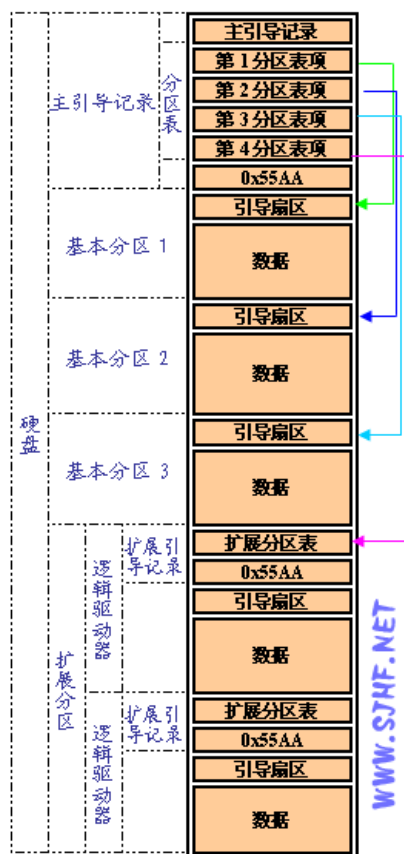 主引导记录
第1分区表项
第2分区表项
第3分区表项
第4分区表项
0x55AA
主引导记录
分区表
引导扇区
数据
基本分区 1
引导扇区
数据
基本分区 2
引导扇区
数据
基本分区 3
硬盘
扩展分区表
0x55AA
引导扇区
数据
扩展引
导记录
逻辑驱动器
扩展分区
扩展分区表
0x55AA
引导扇区
数据
扩展引
导记录
逻辑驱动器
WWW.SJHF.NET